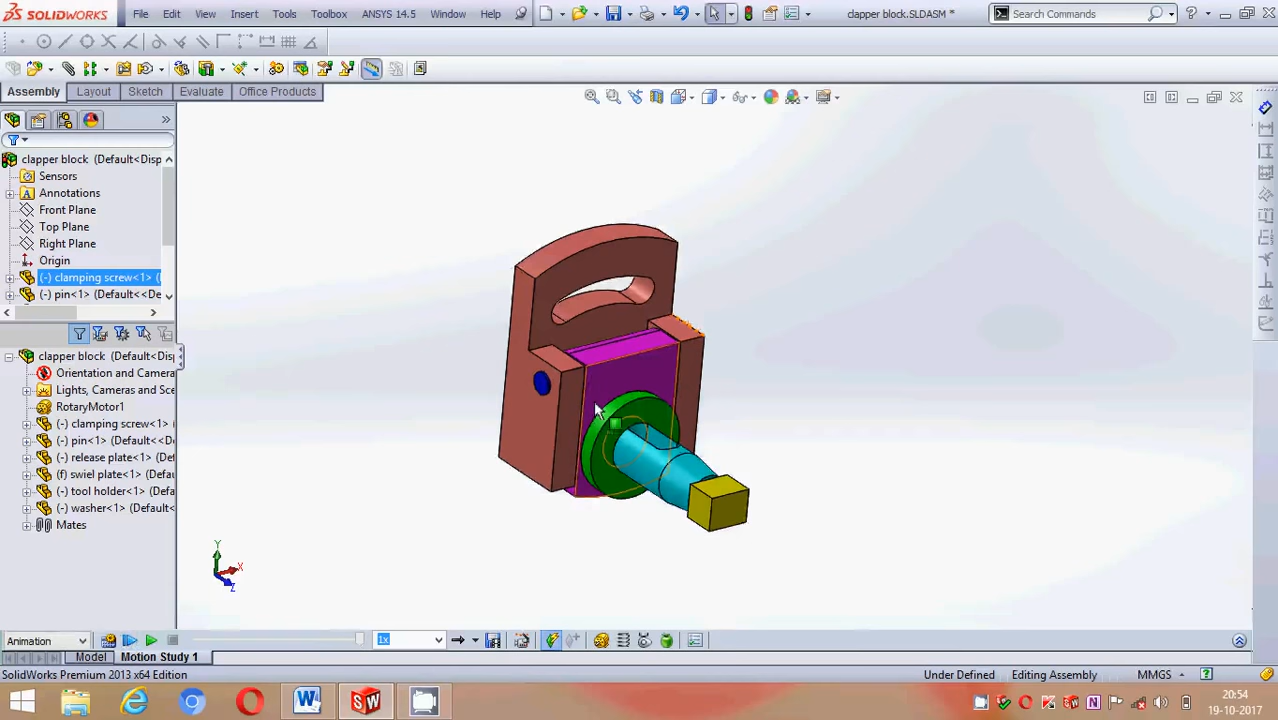 SOLIDWORKS File Edit View Insert Tools Toolbox ANSYS 14.5 Window Help clapper block.SLDASM * Search Commands
Assembly Layout Sketch Evaluate Office Products
clapper block (Default<Disp
Sensors
Annotations
Front Plane
Top Plane
Right Plane
Origin
(-) clamping screw<1> (
(-) pin<1> (Default<<De
clapper block (Default<Disp
Orientation and Camera
Lights, Cameras and Sce
RotaryMotor1
(-) clamping screw<1> (
(-) pin<1> (Default<<De
(-) release plate<1> (De
(f) swiel plate<1> (Def
(-) tool holder<1> (Def
(-) washer<1> (Default<
Mates
Y
X
Z
Animation 1x
Model Motion Study 1
SolidWorks Premium 2013 x64 Edition Under Defined Editing Assembly MMGS
20:54
19-10-2017